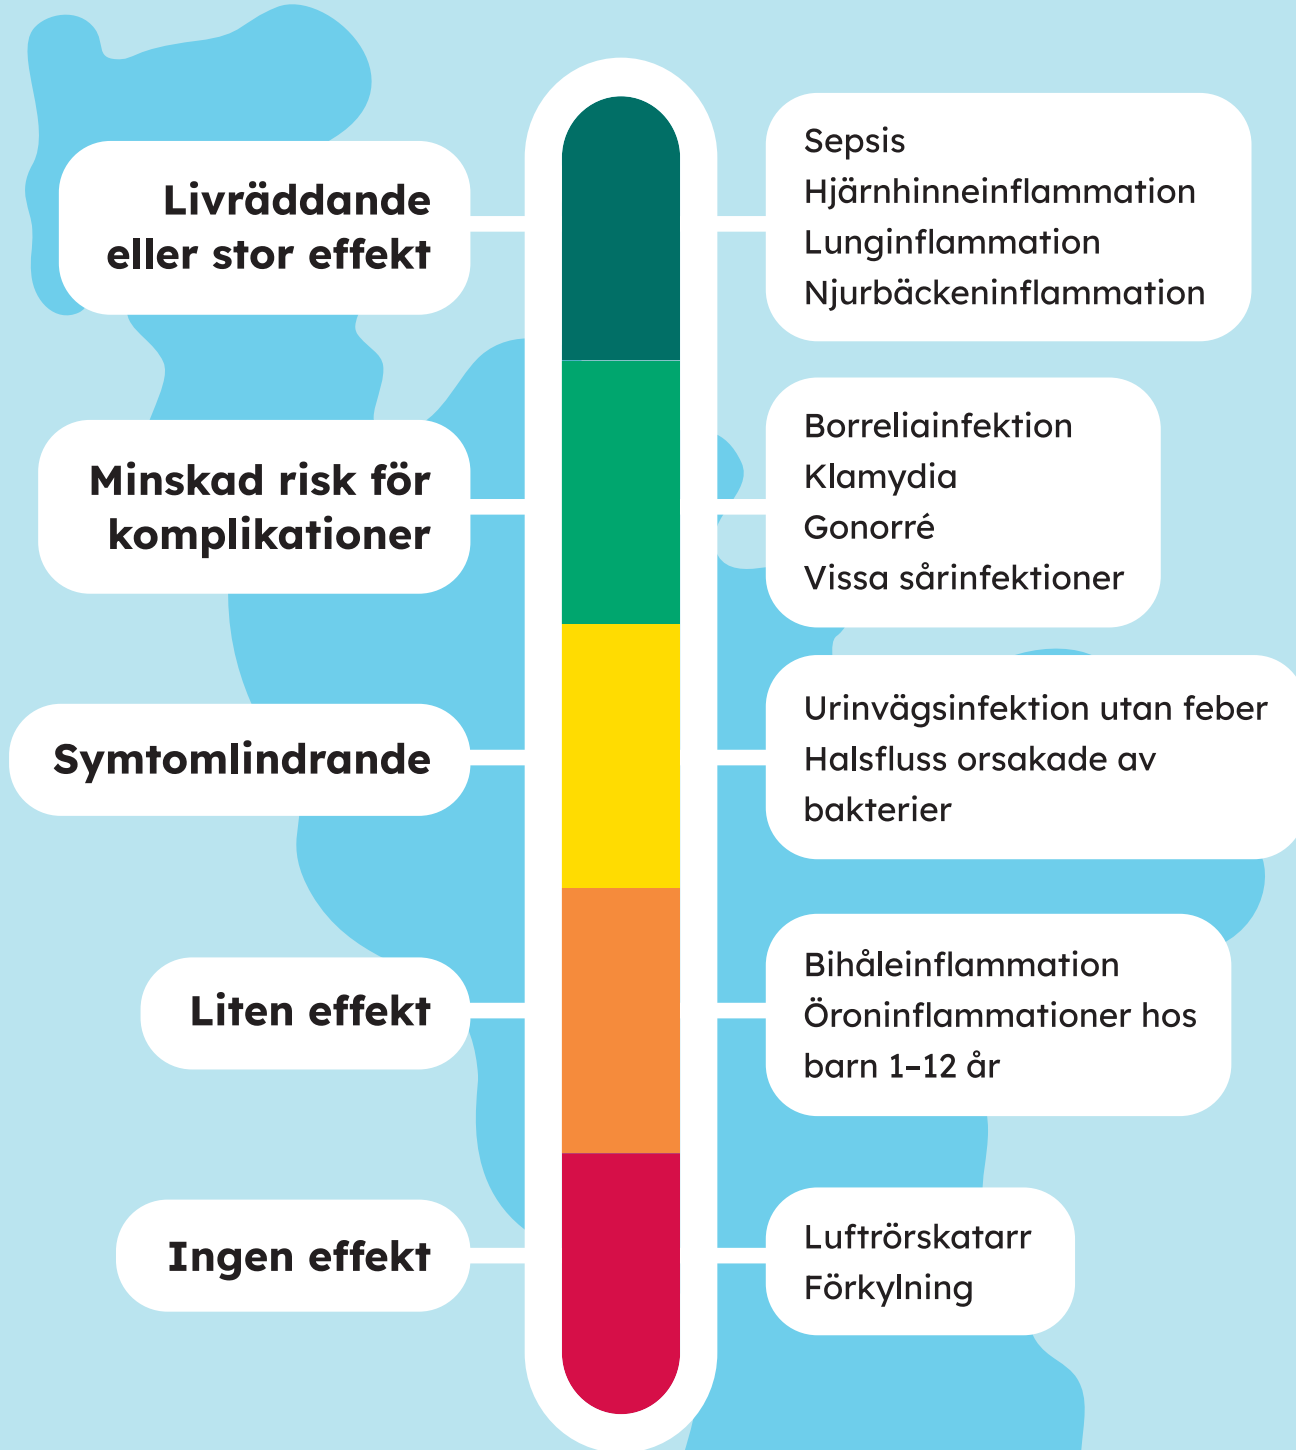 Livräddande
eller stor effekt
Sepsis
Hjärnhinneinflammation
Lunginflammation
Njurbäckeninflammation
Minskad risk för
komplikationer
Borreliainfektion
Klamydia
Gonorré
Vissa sårinfektioner
Symtomlindrande
Urinvägsinfektion utan feber
Halsfluss orsakade av
bakterier
Liten effekt
Bihåleinflammation
Öroninflammationer hos
barn 1–12 år
Ingen effekt
Luftrörskatarr
Förkylning